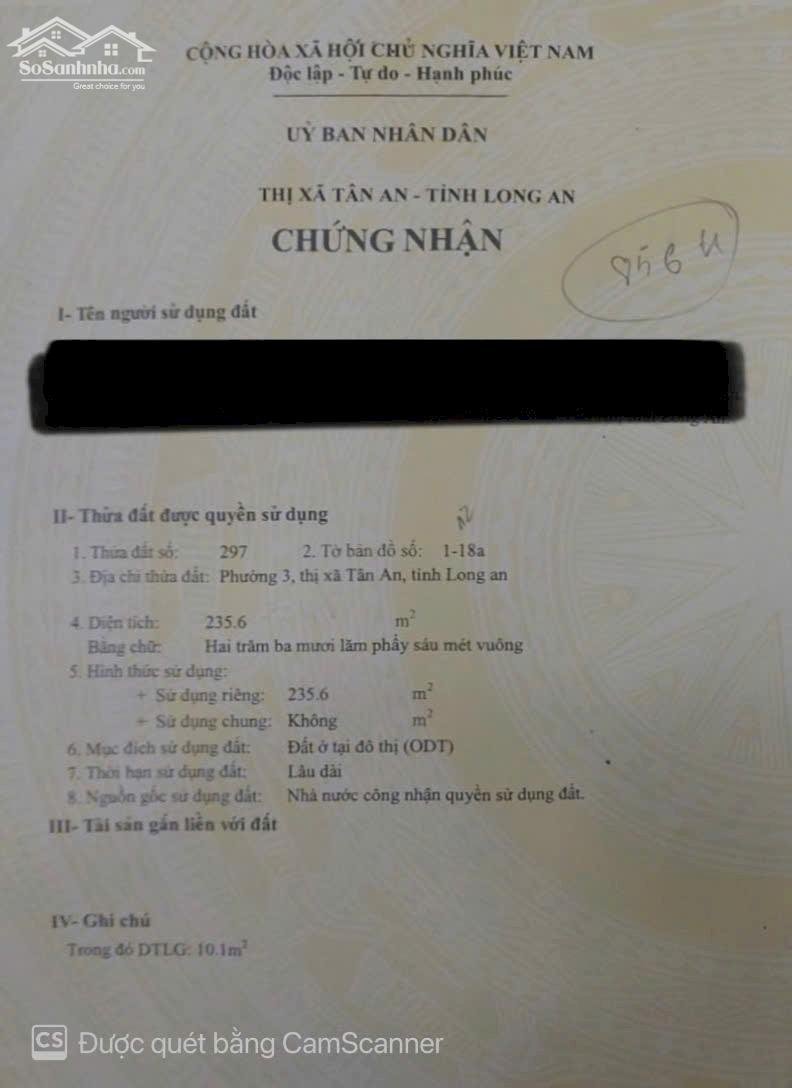 SoSanhnha.com
Great choice for you
CỘNG HÒA XÃ HỘI CHỦ NGHĨA VIỆT NAM
Độc lập - Tự do - Hạnh phúc
UỶ BAN NHÂN DÂN
THỊ XÃ TÂN AN - TỈNH LONG AN
CHỨNG NHẬN
I- Tên người sử dụng đất
II- Thửa đất được quyền sử dụng
1. Thửa đất số: 297 2. Tờ bản đồ số: 1-18a
3. Địa chỉ thửa đất: Phường 3, thị xã Tân An, tỉnh Long an
4. Diện tích: 235.6 m²
Bằng chữ: Hai trăm ba mươi lăm phẩy sáu mét vuông
5. Hình thức sử dụng:
+ Sử dụng riêng: 235.6 m²
+ Sử dụng chung: Không m²
6. Mục đích sử dụng đất: Đất ở tại đô thị (ODT)
7. Thời hạn sử dụng đất: Lâu dài
8. Nguồn gốc sử dụng đất: Nhà nước công nhận quyền sử dụng đất.
III- Tài sản gắn liền với đất
IV- Ghi chú
Trong đó DTLG: 10.1m²
CS Được quét bằng CamScanner